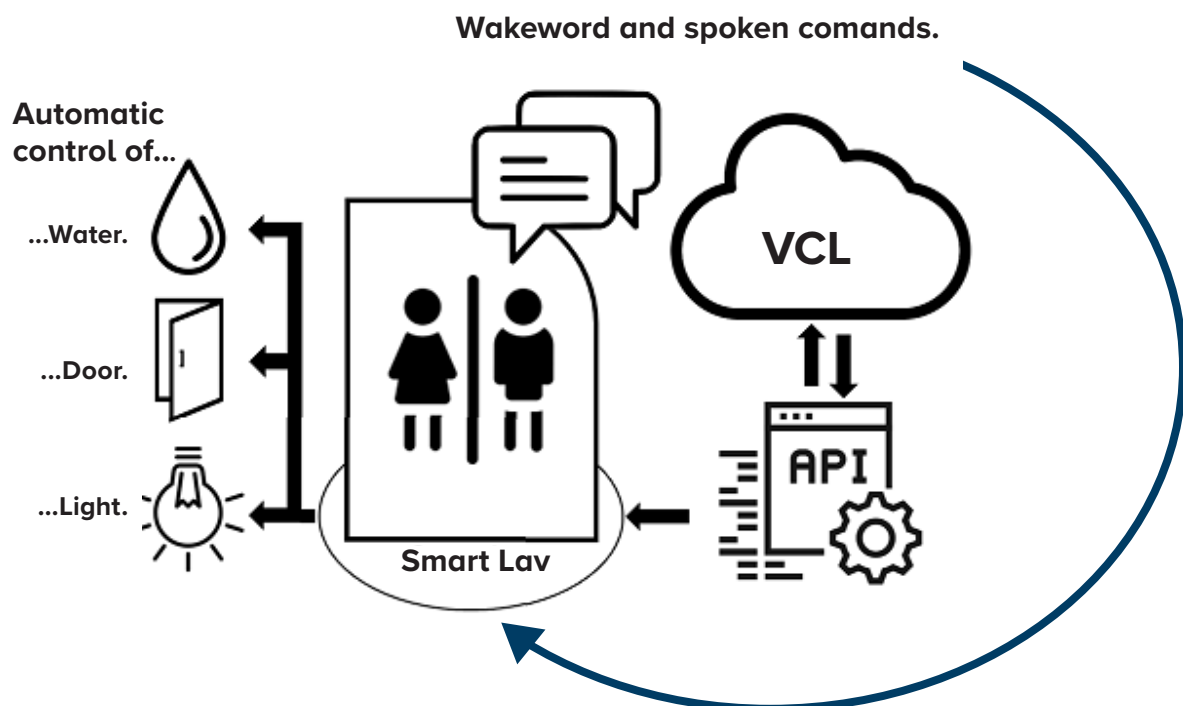 Wakeword and spoken comands.
Automatic
control of...
...Water.
...Door.
...Light.
VCL
API
Smart Lav